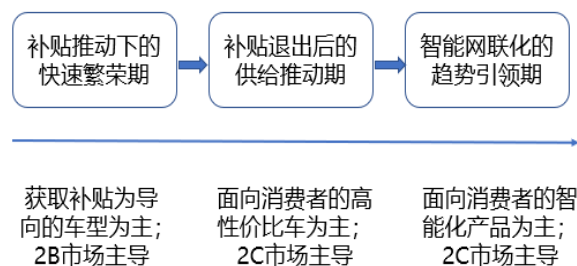 补贴推动下的
快速繁荣期
补贴退出后的
供给推动期
智能网联化的
趋势引领期
获取补贴为导
向的车型为主；
2B市场主导
面向消费者的高
性价比车为主；
2C市场主导
面向消费者的智
能化产品为主；
2C市场主导